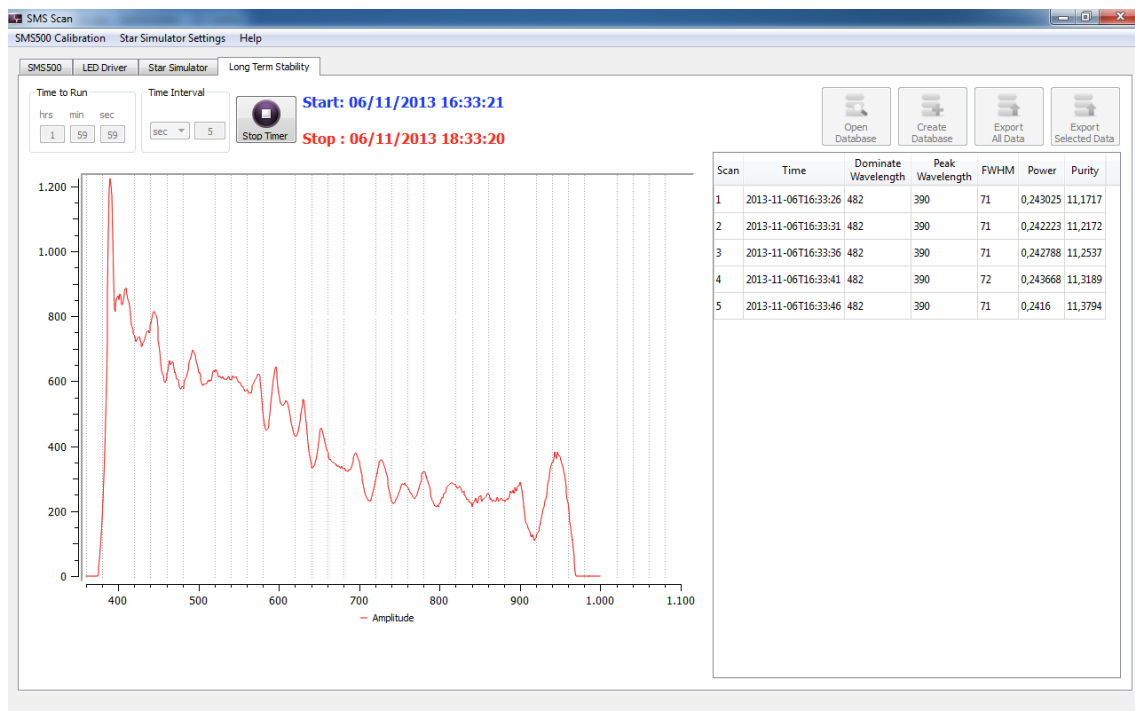 SMS Scan
SMS500 Calibration Star Simulator Settings Help
SMS500 LED Driver Star Simulator Long Term Stability
Time to Run
hrs min sec
1 59 59
Time Interval
sec 5
Stop Timer
Start: 06/11/2013 16:33:21
Stop : 06/11/2013 18:33:20
Open Database
Create Database
Export All Data
Export Selected Data
Scan Time Dominate Wavelength Peak Wavelength FWHM Power Purity
1 2013-11-06T16:33:26 482 390 71 0,243025 11,1717
2 2013-11-06T16:33:31 482 390 71 0,242223 11,2172
3 2013-11-06T16:33:36 482 390 71 0,242788 11,2537
4 2013-11-06T16:33:41 482 390 72 0,243668 11,3189
5 2013-11-06T16:33:46 482 390 71 0,2416 11,3794
1.200
1.000
800
600
400
200
0
400 500 600 700 800 900 1.000 1.100
Amplitude